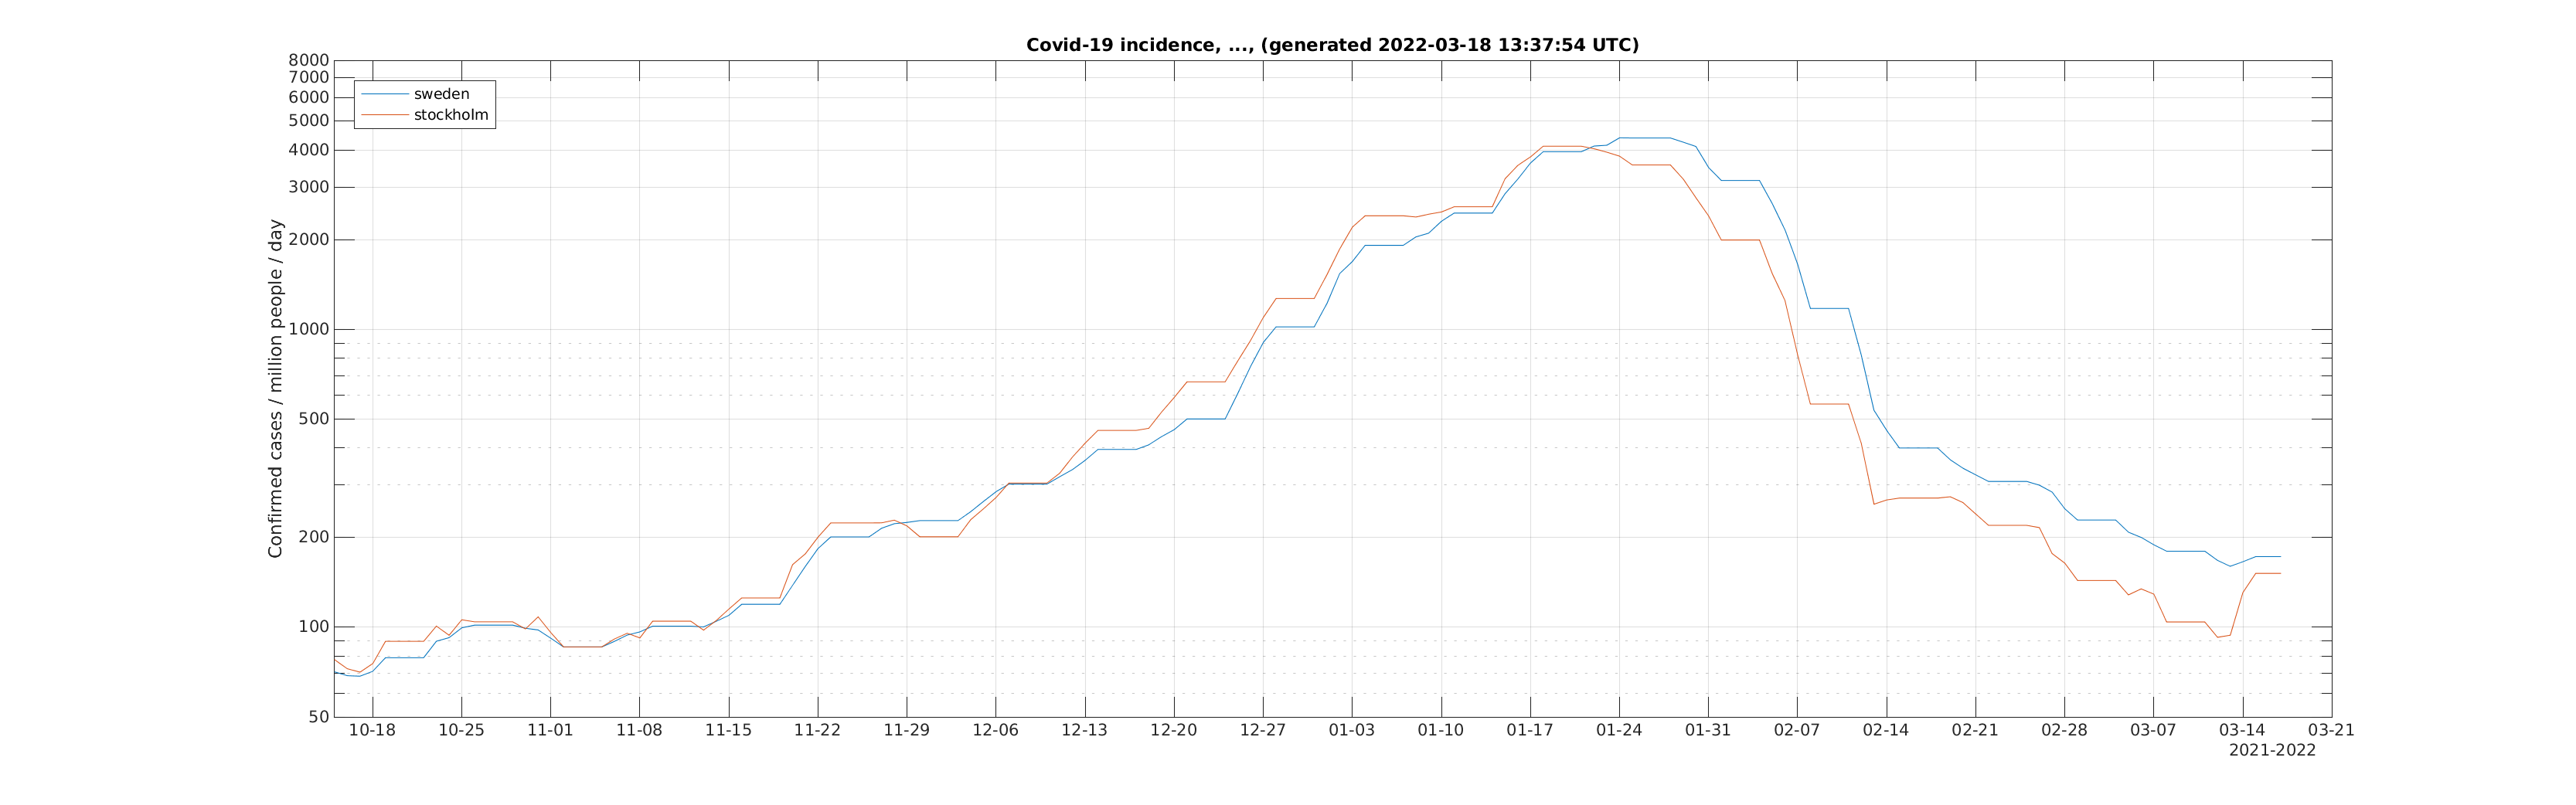 Covid-19 incidence, ..., (generated 2022-03-18 13:37:54 UTC)
8000
7000
6000
5000
4000
3000
2000
1000
500
200
100
50
sweden
stockholm
Confirmed cases / million people / day
10-18 10-25 11-01 11-08 11-15 11-22 11-29 12-06 12-13 12-20 12-27 01-03 01-10 01-17 01-24 01-31 02-07 02-14 02-21 02-28 03-07 03-14 03-21
2021-2022